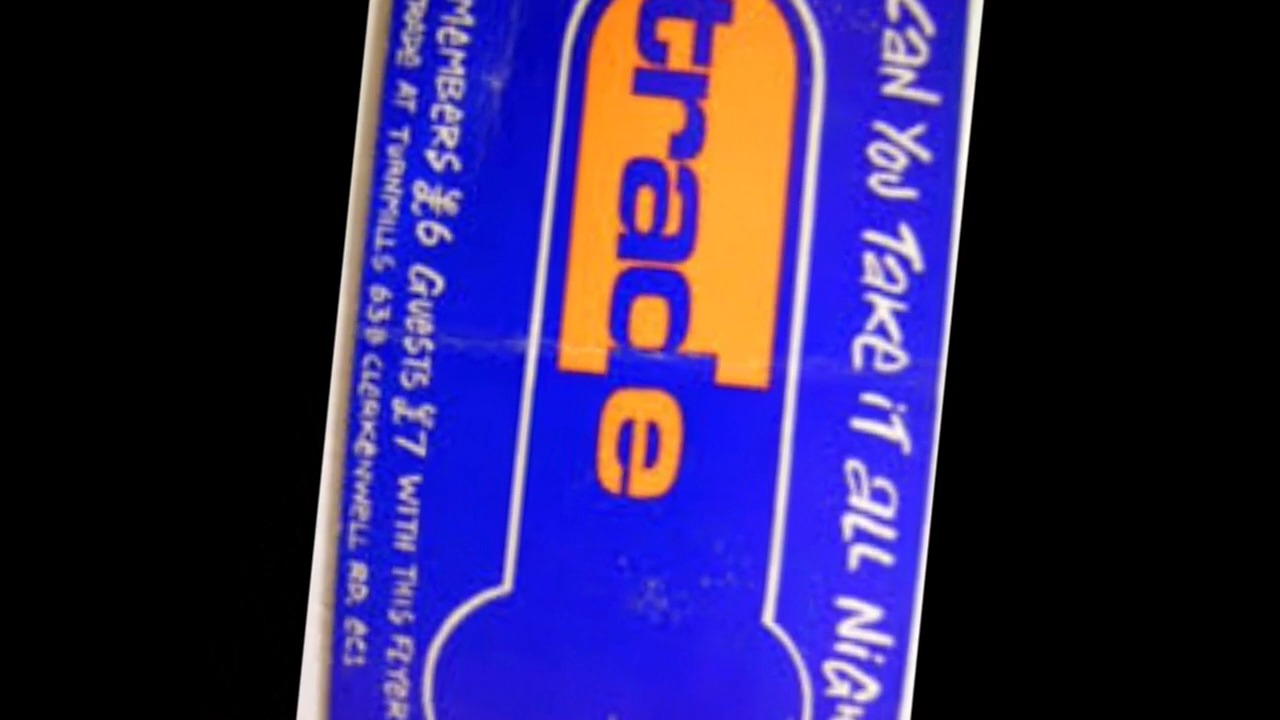 Can You Take it all Nigh
trade
Members £6 Guests £7 with this flyer
Trade at Turnmills 63B Clerkenwell Rd. EC1